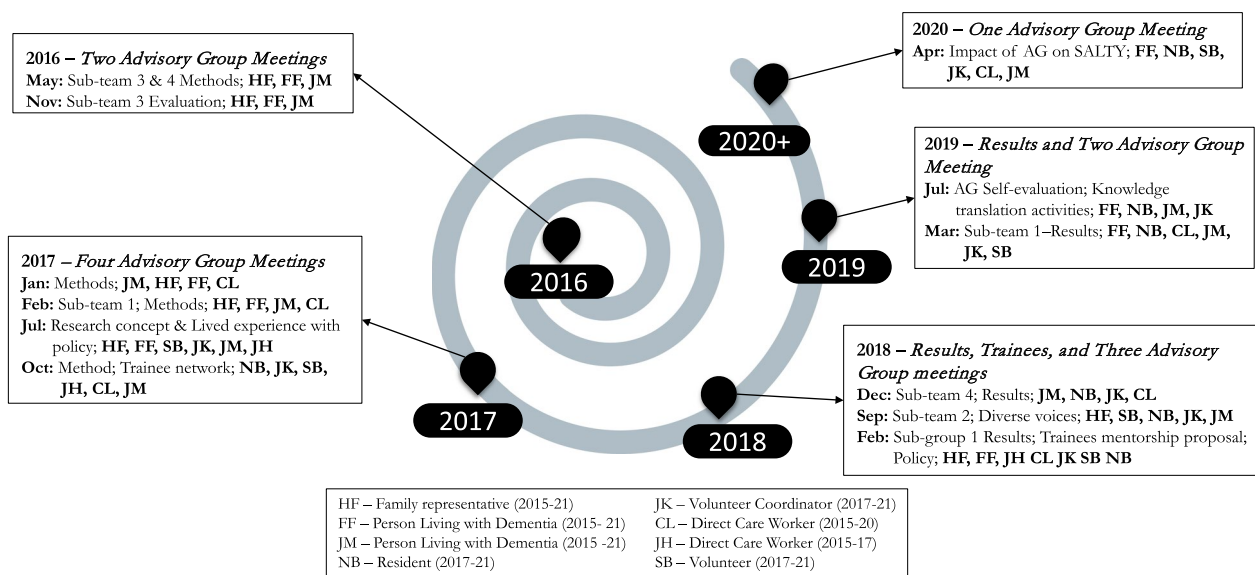 2016 – Two Advisory Group Meetings
May: Sub-team 3 & 4 Methods; HF, FF, JM
Nov: Sub-team 3 Evaluation; HF, FF, JM
2017 – Four Advisory Group Meetings
Jan: Methods; JM, HF, FF, CL
Feb: Sub-team 1; Methods; HF, FF, JM, CL
Jul: Research concept & Lived experience with
policy; HF, FF, SB, JK, JM, JH
Oct: Method; Trainee network; NB, JK, SB,
JH, CL, JM
2016
2017
2018
2019
2020+
2020 – One Advisory Group Meeting
Apr: Impact of AG on SALTY; FF, NB, SB,
JK, CL, JM
2019 – Results and Two Advisory Group
Meeting
Jul: AG Self-evaluation; Knowledge
translation activities; FF, NB, JM, JK
Mar: Sub-team 1–Results; FF, NB, CL, JM,
JK, SB
2018 – Results, Trainees, and Three Advisory
Group meetings
Dec: Sub-team 4; Results; JM, NB, JK, CL
Sep: Sub-team 2; Diverse voices; HF, SB, NB, JK, JM
Feb: Sub-group 1 Results; Trainees mentorship proposal;
Policy; HF, FF, JH CL JK SB NB
HF – Family representative (2015-21)
FF – Person Living with Dementia (2015- 21)
JM – Person Living with Dementia (2015 -21)
NB – Resident (2017-21)
JK – Volunteer Coordinator (2017-21)
CL – Direct Care Worker (2015-20)
JH – Direct Care Worker (2015-17)
SB – Volunteer (2017-21)